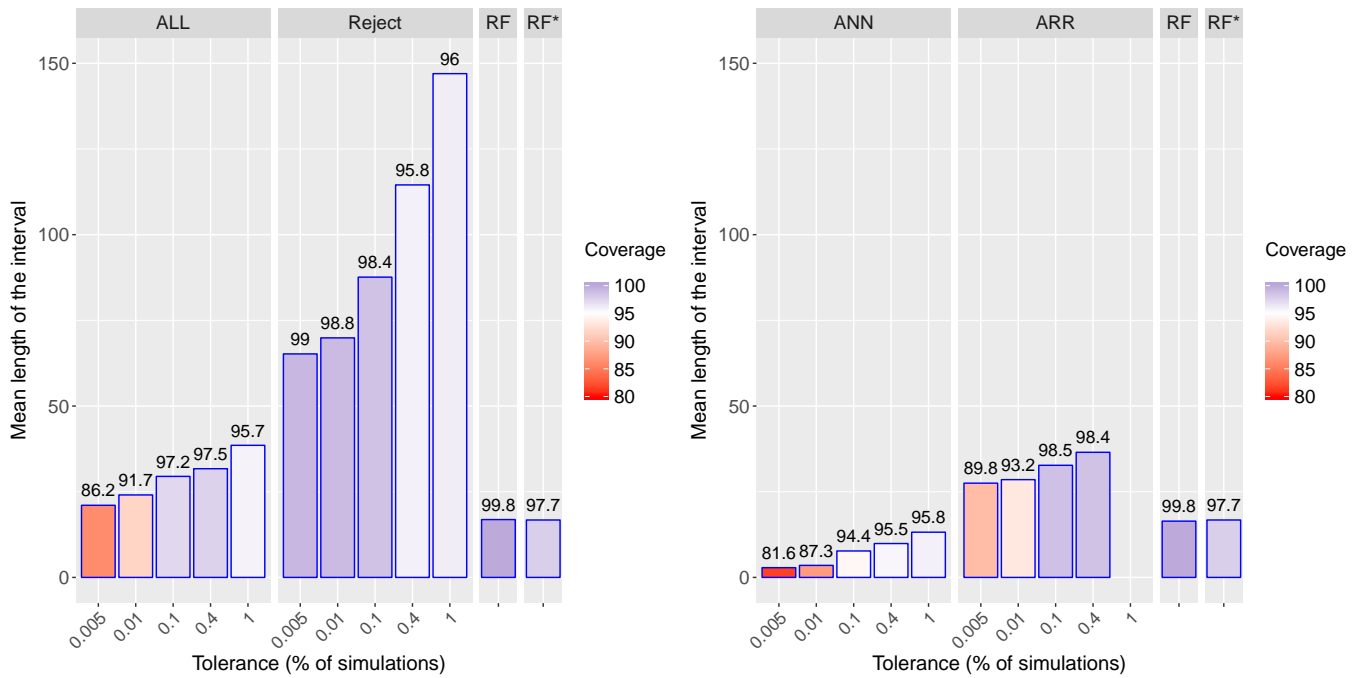 ALL Reject RF RF*
Mean length of the interval
150
100
50
0
86.2 91.7 97.2 97.5 95.7
99 98.8 98.4 95.8 96
99.8 97.7
0.005 0.01 0.1 0.4 1 0.005 0.01 0.1 0.4 1
Tolerance (% of simulations)
Coverage
100
95
90
85
80
ANN ARR RF RF*
Mean length of the interval
150
100
50
0
81.6 87.3 94.4 95.5 95.8
89.8 93.2 98.5 98.4
99.8 97.7
0.005 0.01 0.1 0.4 1 0.005 0.01 0.1 0.4 1
Tolerance (% of simulations)
Coverage
100
95
90
85
80